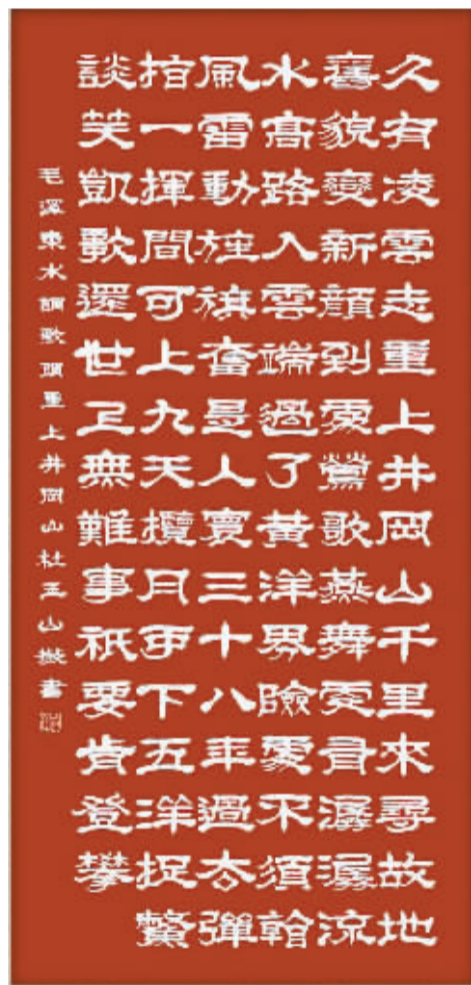 久有凌雲志重上井岡山千里來尋故地
舊貌變新顏到處鶯歌燕舞更有潺潺流
水高路入雲端過了黃洋界險處不須看
風雷動旌旗奮是人寰三十八年過去彈
指一揮間可上九天攬月可下五洋捉鱉
談笑凱歌還世上無難事祇要肯登攀
毛澤東水調歌頭重上井岡山杜玉山書